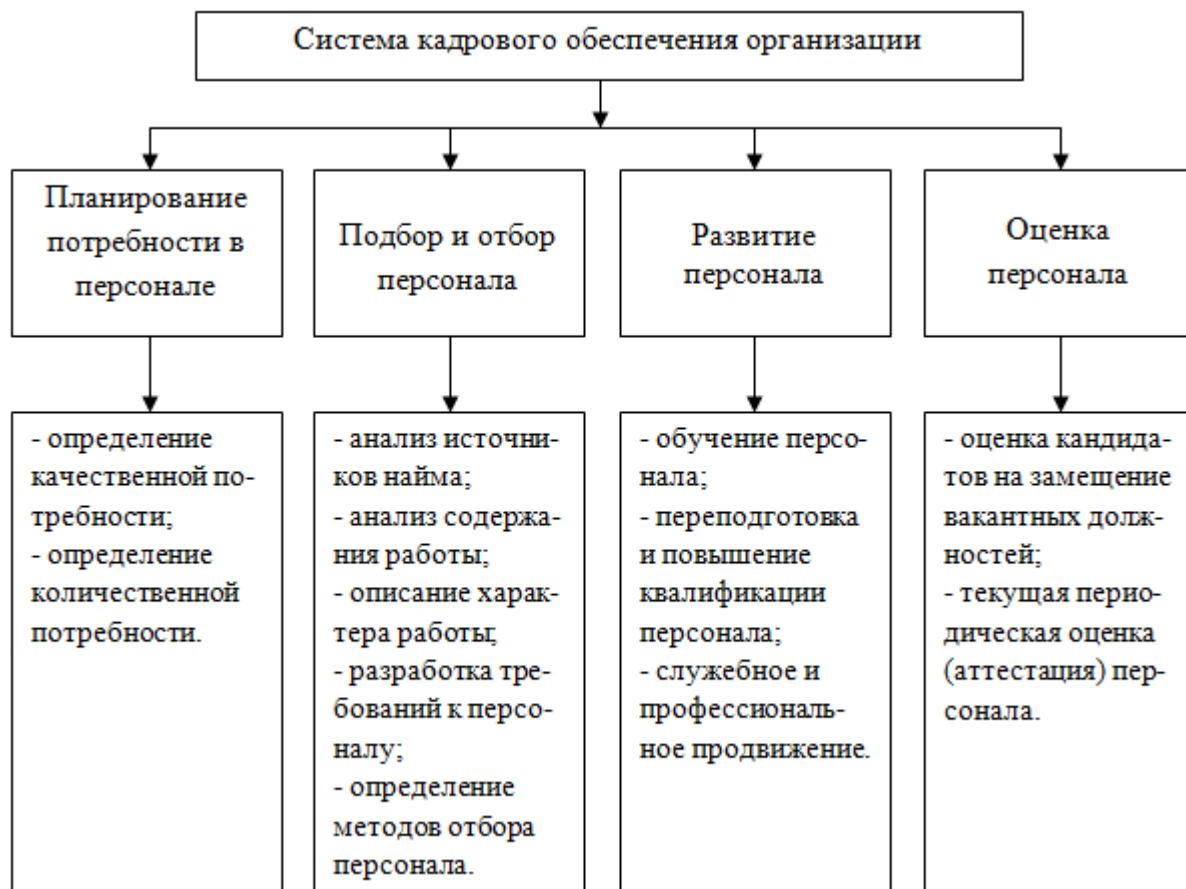 Система кадрового обеспечения организации
Планирование
потребности в
персонале
Подбор и отбор
персонала
Развитие
персонала
Оценка
персонала
- определение
качественной по-
требности;
- определение
количественной
потребности.
- анализ источни-
ков найма;
- анализ содержа-
ния работы;
- описание харак-
тера работы;
- разработка тре-
бований к персо-
налу;
- определение
методов отбора
персонала.
- обучение персо-
нала;
- переподготовка
и повышение
квалификации
персонала;
- служебное и
профессиональ-
ное продвижение.
- оценка кандида-
тов на замещение
вакантных долж-
ностей;
- текущая перио-
дическая оценка
(аттестация) пер-
сонала.